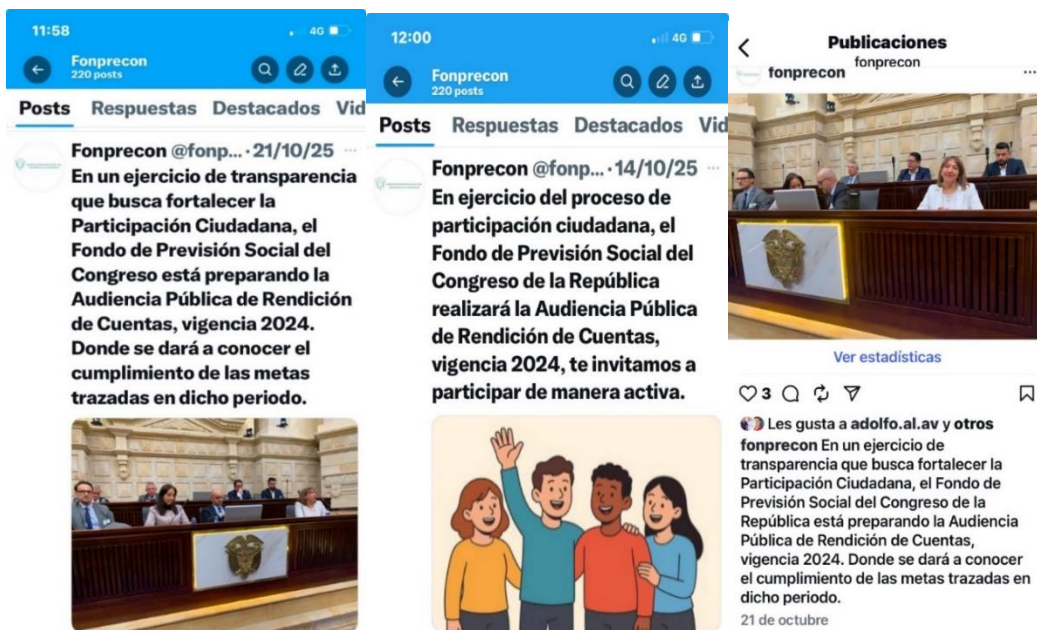 11:58
4G
Fonprecon
220 posts
Posts Respuestas Destacados Vid
Fonprecon @fonp... · 21/10/25 ...
En un ejercicio de transparencia
que busca fortalecer la
Participación Ciudadana, el
Fondo de Previsión Social del
Congreso está preparando la
Audiencia Pública de Rendición
de Cuentas, vigencia 2024.
Donde se dará a conocer el
cumplimiento de las metas
trazadas en dicho periodo.
12:00
4G
Fonprecon
220 posts
Posts Respuestas Destacados Vid
Fonprecon @fonp... · 14/10/25 ...
En ejercicio del proceso de
participación ciudadana, el
Fondo de Previsión Social del
Congreso de la República
realizará la Audiencia Pública
de Rendición de Cuentas,
vigencia 2024, te invitamos a
participar de manera activa.
Publicaciones
fonprecon
fonprecon ...
Ver estadísticas
3
Les gusta a adolfo.al.av y otros
fonprecon En un ejercicio de
transparencia que busca fortalecer la
Participación Ciudadana, el Fondo de
Previsión Social del Congreso de la
República está preparando la Audiencia
Pública de Rendición de Cuentas,
vigencia 2024. Donde se dará a conocer
el cumplimiento de las metas trazadas en
dicho periodo.
21 de octubre